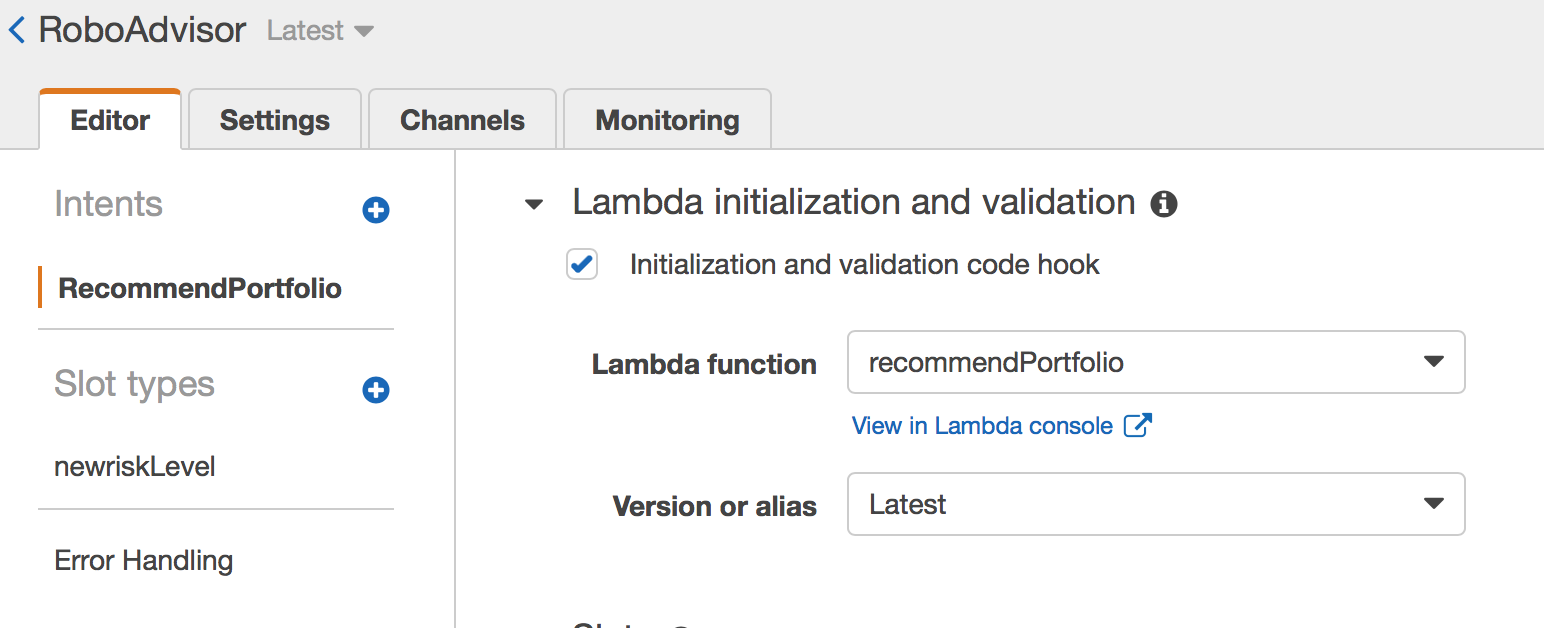 RoboAdvisor Latest
Editor Settings Channels Monitoring
Intents
RecommendPortfolio
Slot types
newriskLevel
Error Handling
Lambda initialization and validation
Initialization and validation code hook
Lambda function recommendPortfolio
View in Lambda console
Version or alias Latest